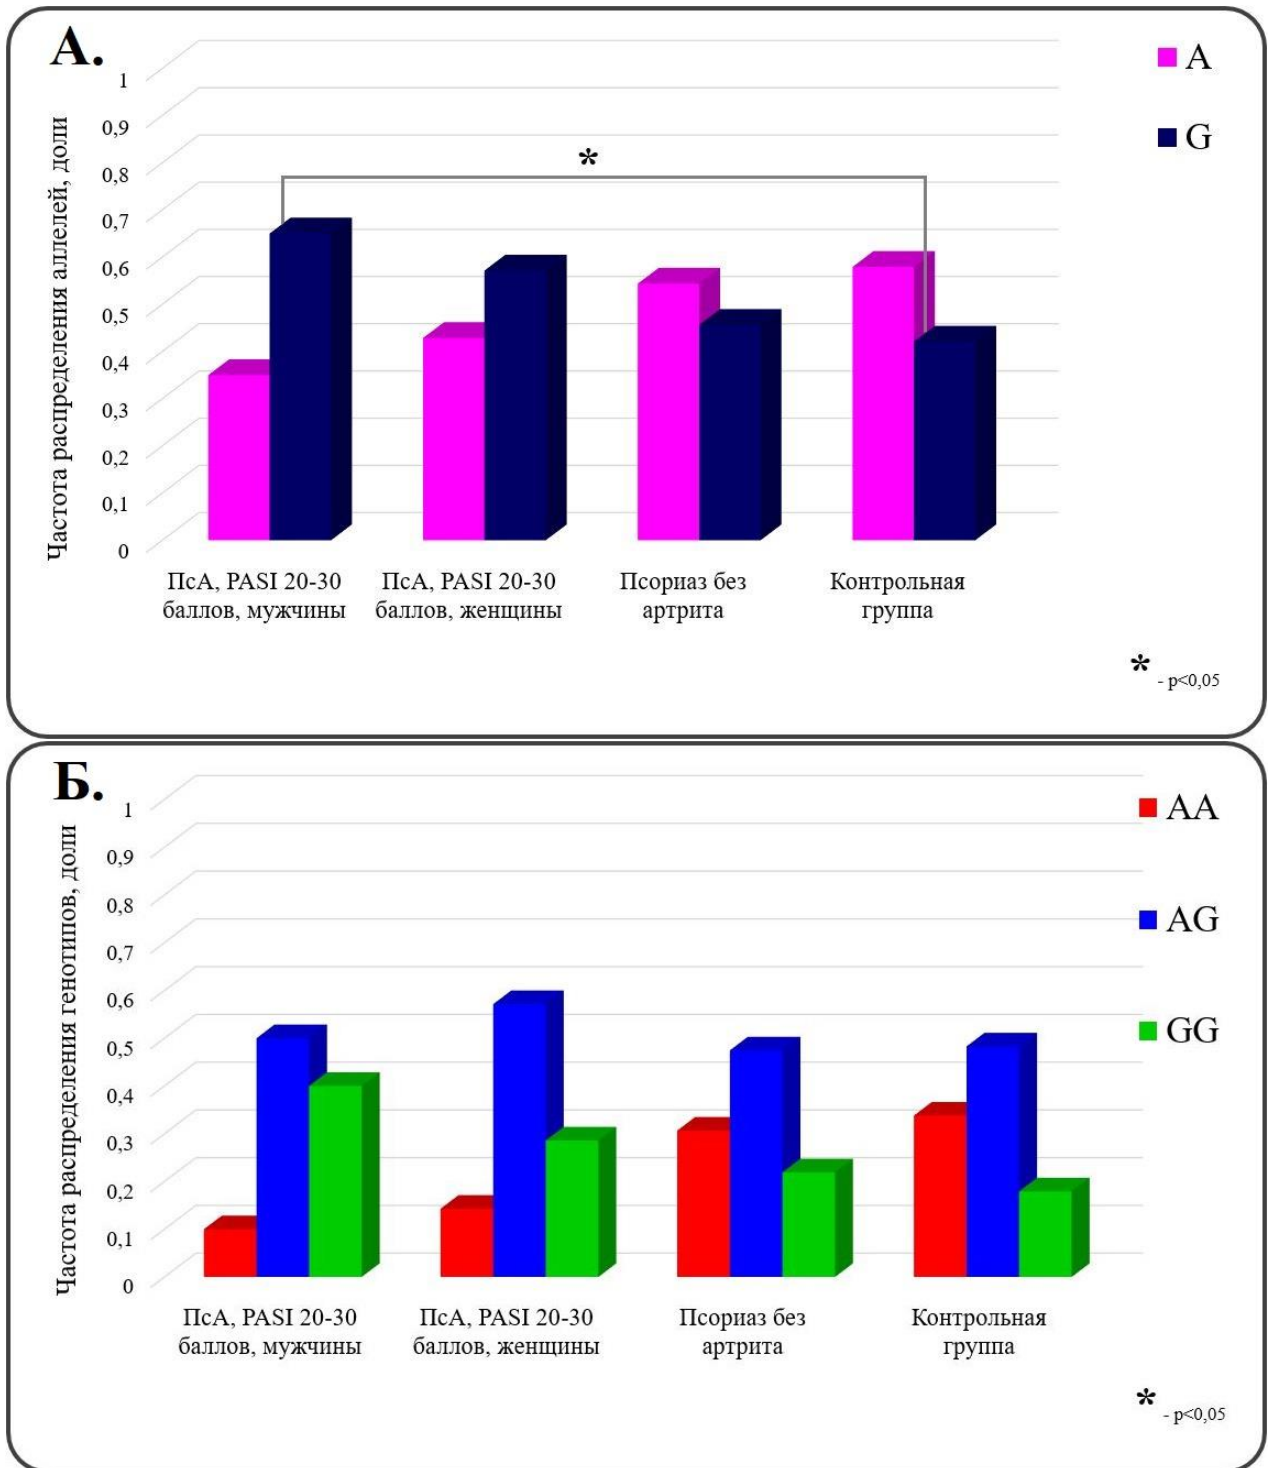 А.
Частота распределения аллелей, доли
1
0,9
0,8
0,7
0,6
0,5
0,4
0,3
0,2
0,1
0
*
A
G
ПсА, PASI 20-30
баллов, мужчины
ПсА, PASI 20-30
баллов, женщины
Псориаз без
артрита
Контрольная
группа
* - p<0,05
Б.
Частота распределения генотипов, доли
1
0,9
0,8
0,7
0,6
0,5
0,4
0,3
0,2
0,1
0
AA
AG
GG
ПсА, PASI 20-30
баллов, мужчины
ПсА, PASI 20-30
баллов, женщины
Псориаз без
артрита
Контрольная
группа
* - p<0,05